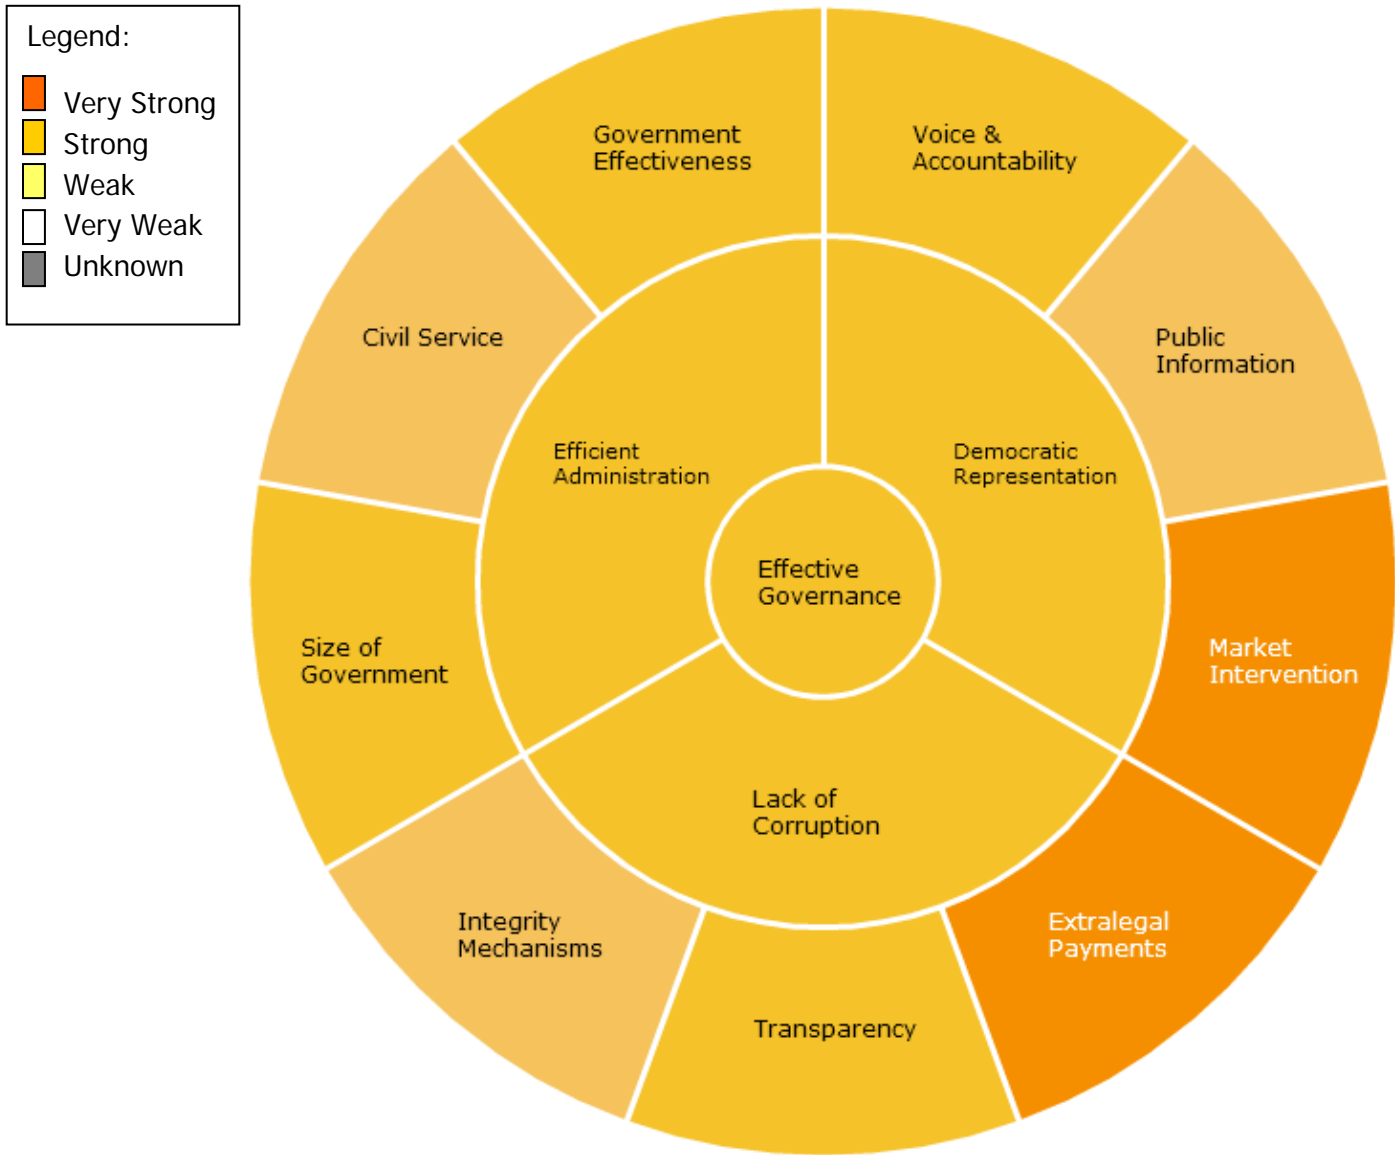 Legend:
Very Strong
Strong
Weak
Very Weak
Unknown
Government
Effectiveness
Voice &
Accountability
Civil Service
Public
Information
Efficient
Administration
Democratic
Representation
Effective
Governance
Size of
Government
Market
Intervention
Lack of
Corruption
Integrity
Mechanisms
Extralegal
Payments
Transparency